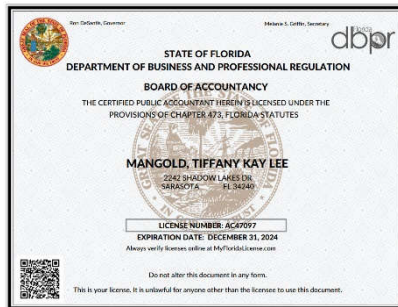 Ron DeSantis, Governor
Melanie S. Griffin, Secretary
Florida
dbpr
STATE OF FLORIDA
DEPARTMENT OF BUSINESS AND PROFESSIONAL REGULATION
BOARD OF ACCOUNTANCY
THE CERTIFIED PUBLIC ACCOUNTANT HEREIN IS LICENSED UNDER THE
PROVISIONS OF CHAPTER 473, FLORIDA STATUTES
MANGOLD, TIFFANY KAY LEE
2242 SHADOW LAKES DR
SARASOTA FL 34240
LICENSE NUMBER: AC47097
EXPIRATION DATE: DECEMBER 31, 2024
Always verify licenses online at MyFloridaLicense.com
Do not alter this document in any form.
This is your license. It is unlawful for anyone other than the licensee to use this document.